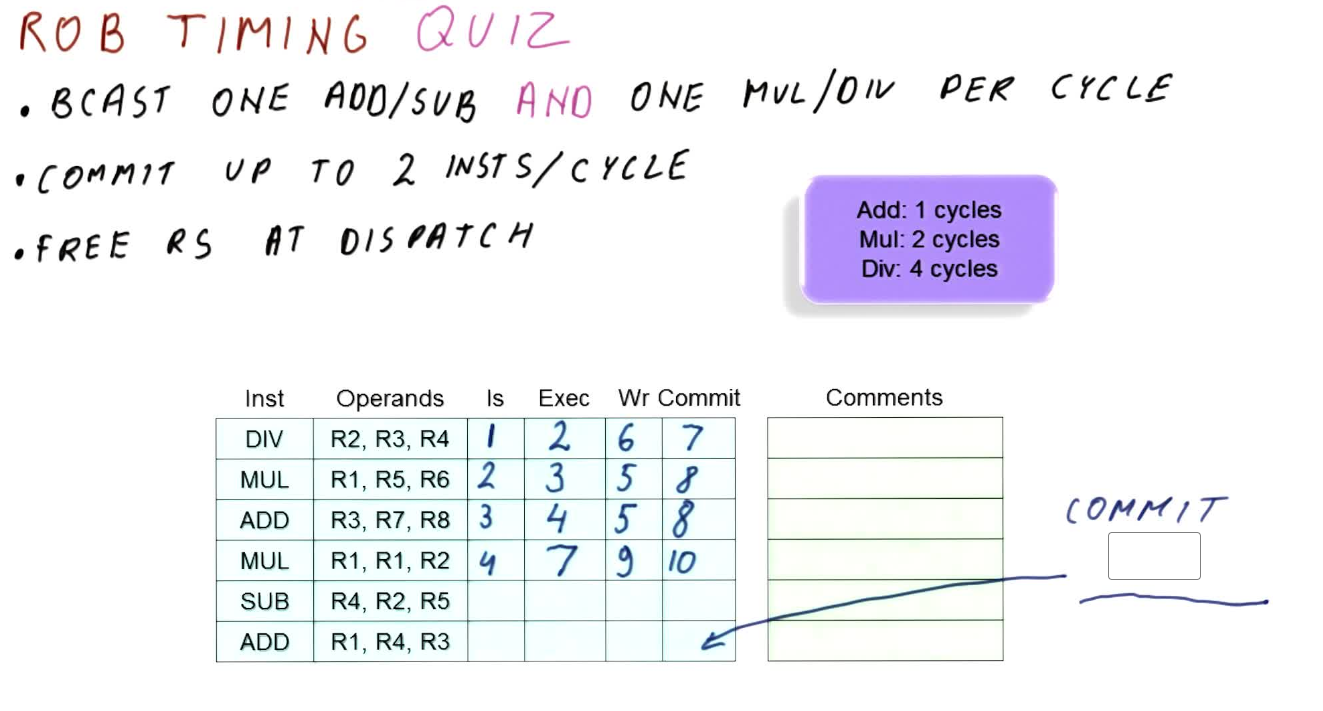 ROB TIMING QUIZ
• BCAST ONE ADD/SUB AND ONE MUL/DIV PER CYCLE
• COMMIT UP TO 2 INSTS/CYCLE
• FREE RS AT DISPATCH
Add: 1 cycles
Mul: 2 cycles
Div: 4 cycles
Inst Operands Is Exec Wr Commit Comments
DIV R2, R3, R4 1 2 6 7
MUL R1, R5, R6 2 3 5 8
ADD R3, R7, R8 3 4 5 8
MUL R1, R1, R2 4 7 9 10
SUB R4, R2, R5
ADD R1, R4, R3
COMMIT